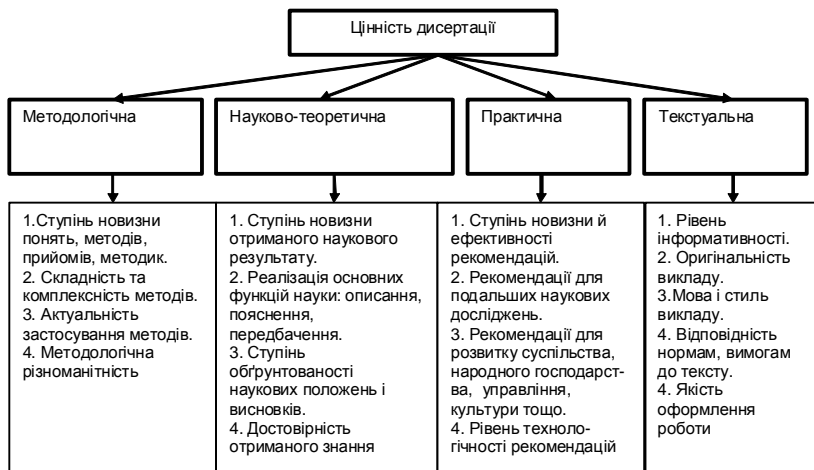 Цінність дисертації
Методологічна
Науково-теоретична
Практична
Текстуальна
1.Ступінь новизни
понять, методів,
прийомів, методик.
2. Складність та
комплексність методів.
3. Актуальність
застосування методів.
4. Методологічна
різноманітність
1. Ступінь новизни
отриманого наукового
результату.
2. Реалізація основних
функцій науки: описання,
пояснення,
передбачення.
3. Ступінь
обґрунтованості
наукових положень і
висновків.
4. Достовірність
отриманого знання
1. Ступінь новизни й
ефективності
рекомендацій.
2. Рекомендації для
подальших наукових
досліджень.
3. Рекомендації для
розвитку суспільства,
народного господарст-
ва, управління,
культури тощо.
4. Рівень техноло-
гічності рекомендацій
1. Рівень
інформативності.
2. Оригінальність
викладу.
3.Мова і стиль
викладу.
4. Відповідність
нормам, вимогам
до тексту.
4. Якість
оформлення
роботи